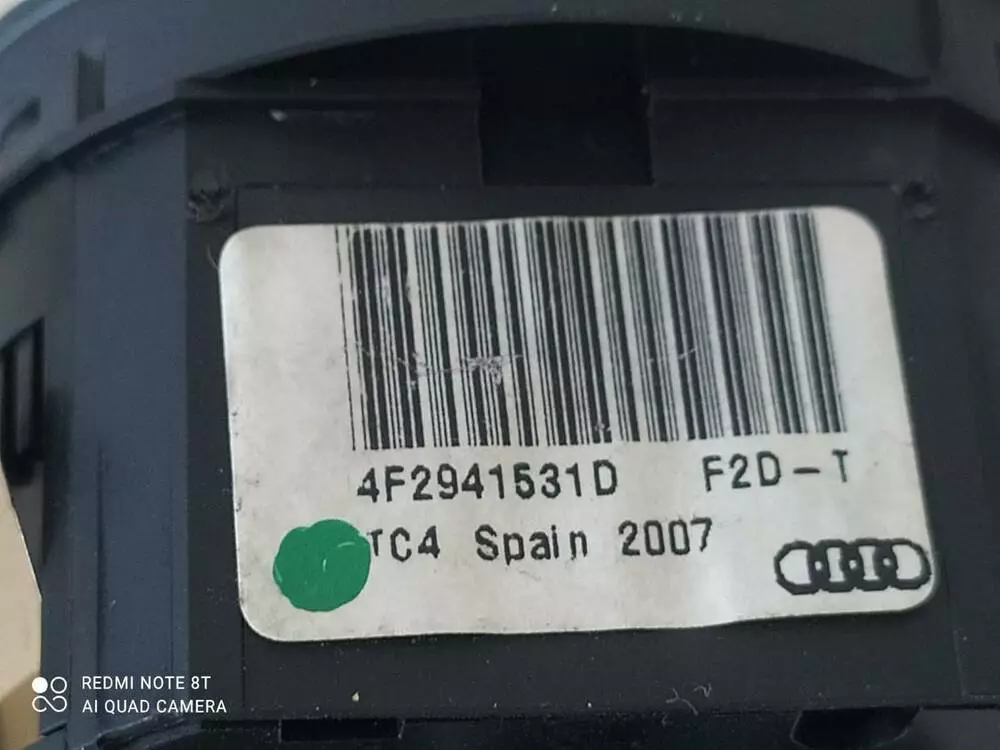 4F2941531D F2D-T
TC4 Spain 2007
REDMI NOTE 8T
AI QUAD CAMERA